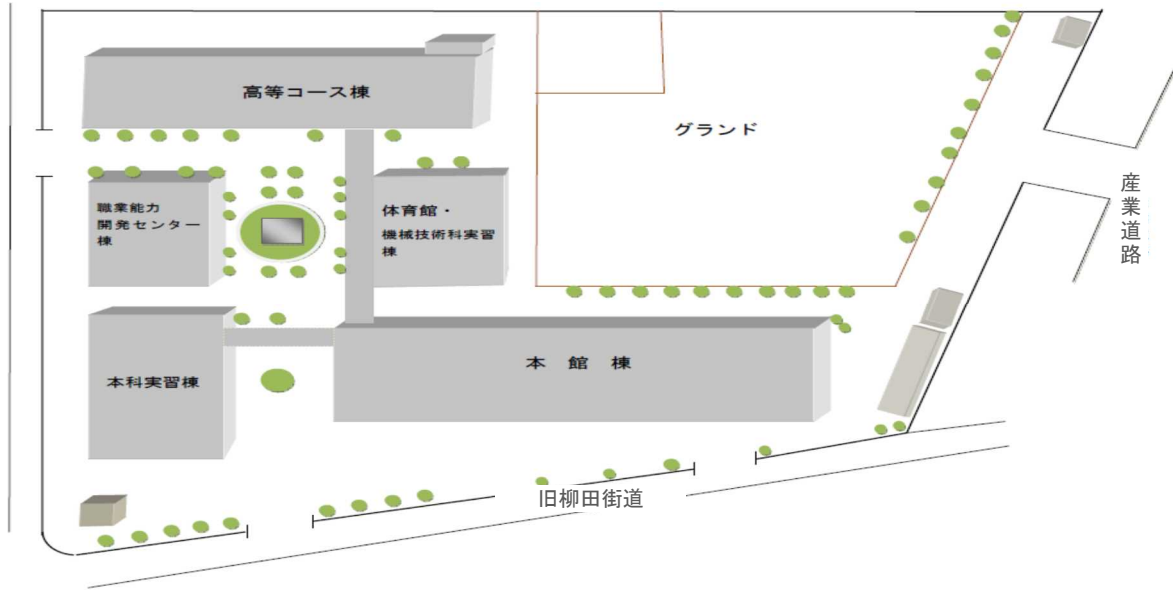 高等コース棟
グランド
職業能力
開発センター
棟
体育館・
機械技術科実習
棟
産業道路
本館棟
本科実習棟
旧柳田街道